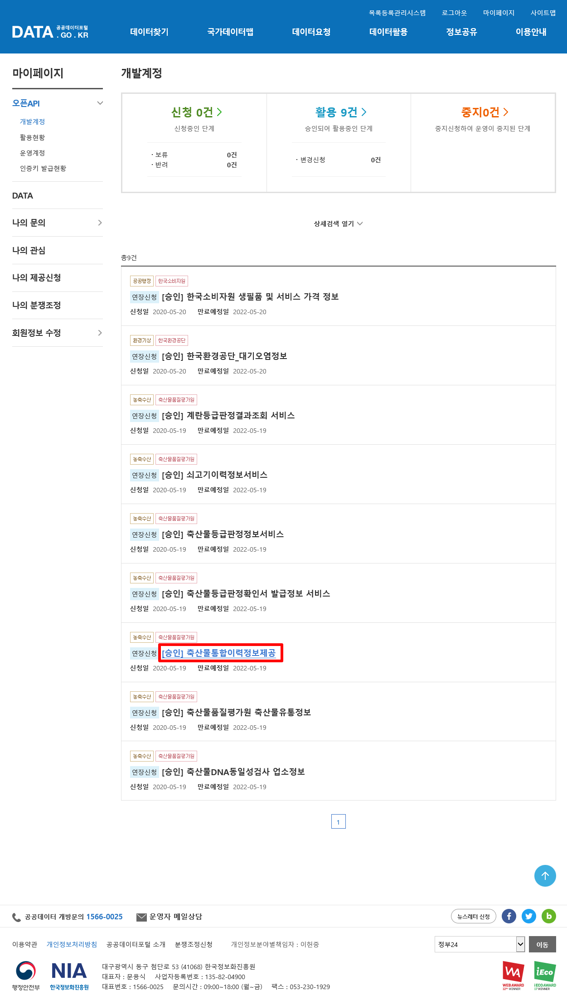 목록등록관리시스템 로그아웃 마이페이지 사이트맵
DATA 공공데이터포털 . GO . KR
데이터찾기 국가데이터맵 데이터요청 데이터활용 정보공유 이용안내
마이페이지
오픈API
개발계정
활용현황
운영계정
인증키 발급현황
DATA
나의 문의
나의 관심
나의 제공신청
나의 분쟁조정
회원정보 수정
개발계정
신청 0건
신청중인 단계
· 보류 0건
· 반려 0건
활용 9건
승인되어 활용중인 단계
· 변경신청 0건
중지0건
중지신청하여 운영이 중지된 단계
상세검색 열기
총9건
공공행정 한국소비자원
연장신청 [승인] 한국소비자원 생필품 및 서비스 가격 정보
신청일 2020-05-20 만료예정일 2022-05-20
환경기상 한국환경공단
연장신청 [승인] 한국환경공단_대기오염정보
신청일 2020-05-20 만료예정일 2022-05-20
농축수산 축산물품질평가원
연장신청 [승인] 계란등급판정결과조회 서비스
신청일 2020-05-19 만료예정일 2022-05-19
농축수산 축산물품질평가원
연장신청 [승인] 쇠고기이력정보서비스
신청일 2020-05-19 만료예정일 2022-05-19
농축수산 축산물품질평가원
연장신청 [승인] 축산물등급판정정보서비스
신청일 2020-05-19 만료예정일 2022-05-19
농축수산 축산물품질평가원
연장신청 [승인] 축산물등급판정확인서 발급정보 서비스
신청일 2020-05-19 만료예정일 2022-05-19
농축수산 축산물품질평가원
연장신청 [승인] 축산물통합이력정보제공
신청일 2020-05-19 만료예정일 2022-05-19
농축수산 축산물품질평가원
연장신청 [승인] 축산물품질평가원 축산물유통정보
신청일 2020-05-19 만료예정일 2022-05-19
농축수산 축산물품질평가원
연장신청 [승인] 축산물DNA동일성검사 업소정보
신청일 2020-05-19 만료예정일 2022-05-19
1
공공데이터 개방문의 1566-0025 운영자 메일상담 뉴스레터 신청
이용약관 개인정보처리방침 공공데이터포털 소개 분쟁조정신청 개인정보분야별책임자 : 이헌중 정부24 이동
행정안전부
NIA 한국정보화진흥원
대구광역시 동구 첨단로 53 (41068) 한국정보화진흥원
대표자 : 문용식 사업자등록번호 : 135-82-04900
대표번호 : 1566-0025 문의시간 : 09:00~18:00 (월~금) 팩스 : 053-230-1929
WA WEB AWARD 12th WINNER
iEco i ECO AWARD 17 WINNER